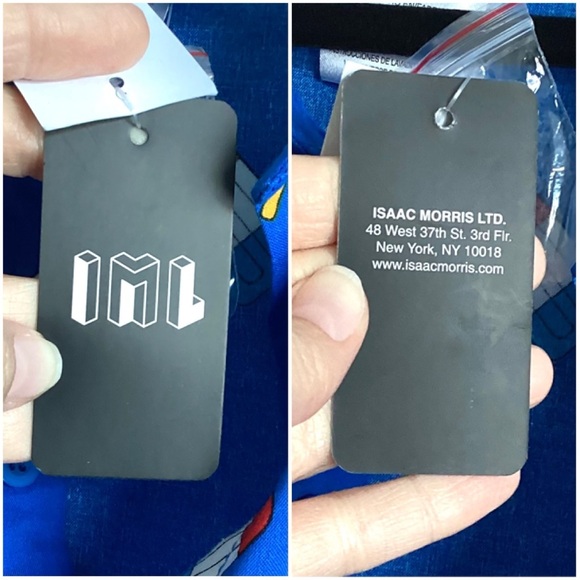 IML
ISAAC MORRIS LTD.
48 West 37th St. 3rd Flr.
New York, NY 10018
www.isaacmorris.com